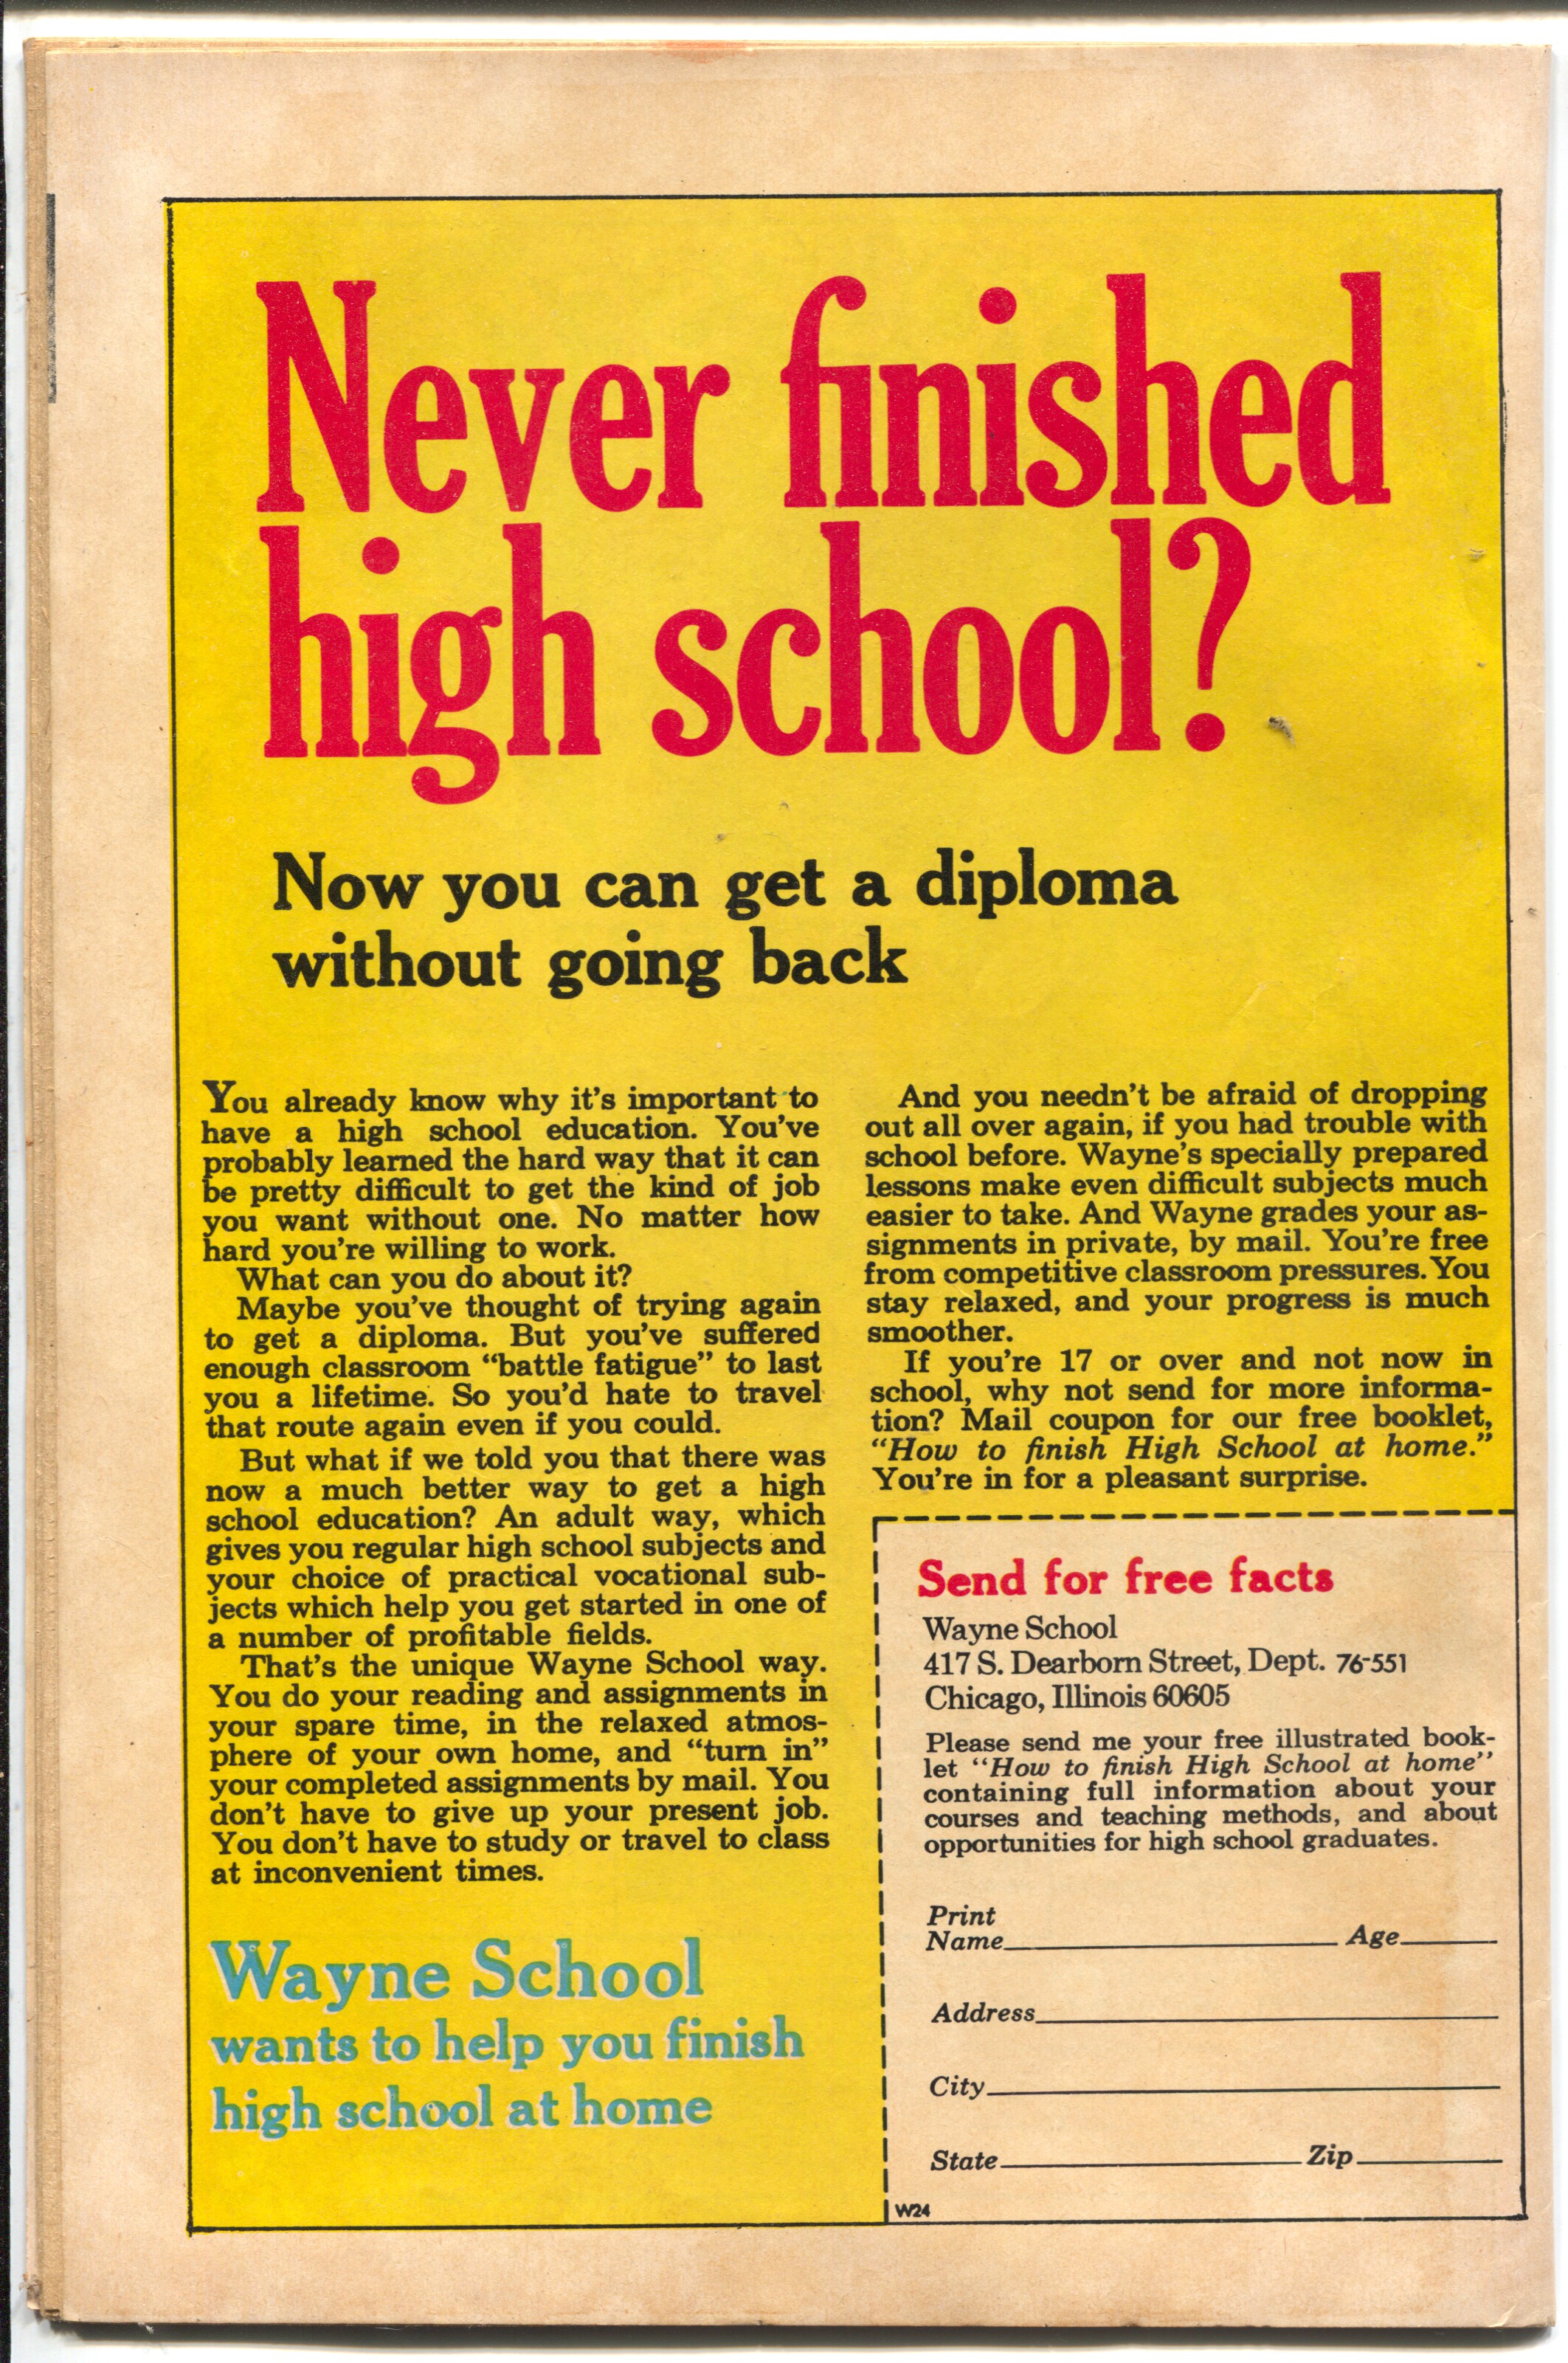 Never finished
high school?
Now you can get a diploma
without going back
You already know why it's important to
have a high school education. You've
probably learned the hard way that it can
be pretty difficult to get the kind of job
you want without one. No matter how
hard you're willing to work.
What can you do about it?
Maybe you've thought of trying again
to get a diploma. But you've suffered
enough classroom “battle fatigue” to last
you a lifetime. So you'd hate to travel
that route again even if you could.
But what if we told you that there was
now a much better way to get a high
school education? An adult way, which
gives you regular high school subjects and
your choice of practical vocational sub-
jects which help you get started in one of
a number of profitable fields.
That's the unique Wayne School way.
You do your reading and assignments in
your spare time, in the relaxed atmos-
phere of your own home, and “turn in”
your completed assignments by mail. You
don't have to give up your present job.
You don't have to study or travel to class
at inconvenient times.
Wayne School
wants to help you finish
high school at home
And you needn't be afraid of dropping
out all over again, if you had trouble with
school before. Wayne's specially prepared
lessons make even difficult subjects much
easier to take. And Wayne grades your as-
signments in private, by mail. You're free
from competitive classroom pressures. You
stay relaxed, and your progress is much
smoother.
If you're 17 or over and not now in
school, why not send for more informa-
tion? Mail coupon for our free booklet,
“How to finish High School at home.”
You're in for a pleasant surprise.
Send for free facts
Wayne School
417 S. Dearborn Street, Dept. 76-551
Chicago, Illinois 60605
Please send me your free illustrated book-
let “How to finish High School at home”
containing full information about your
courses and teaching methods, and about
opportunities for high school graduates.
Print
Name Age
Address
City
State Zip
W24